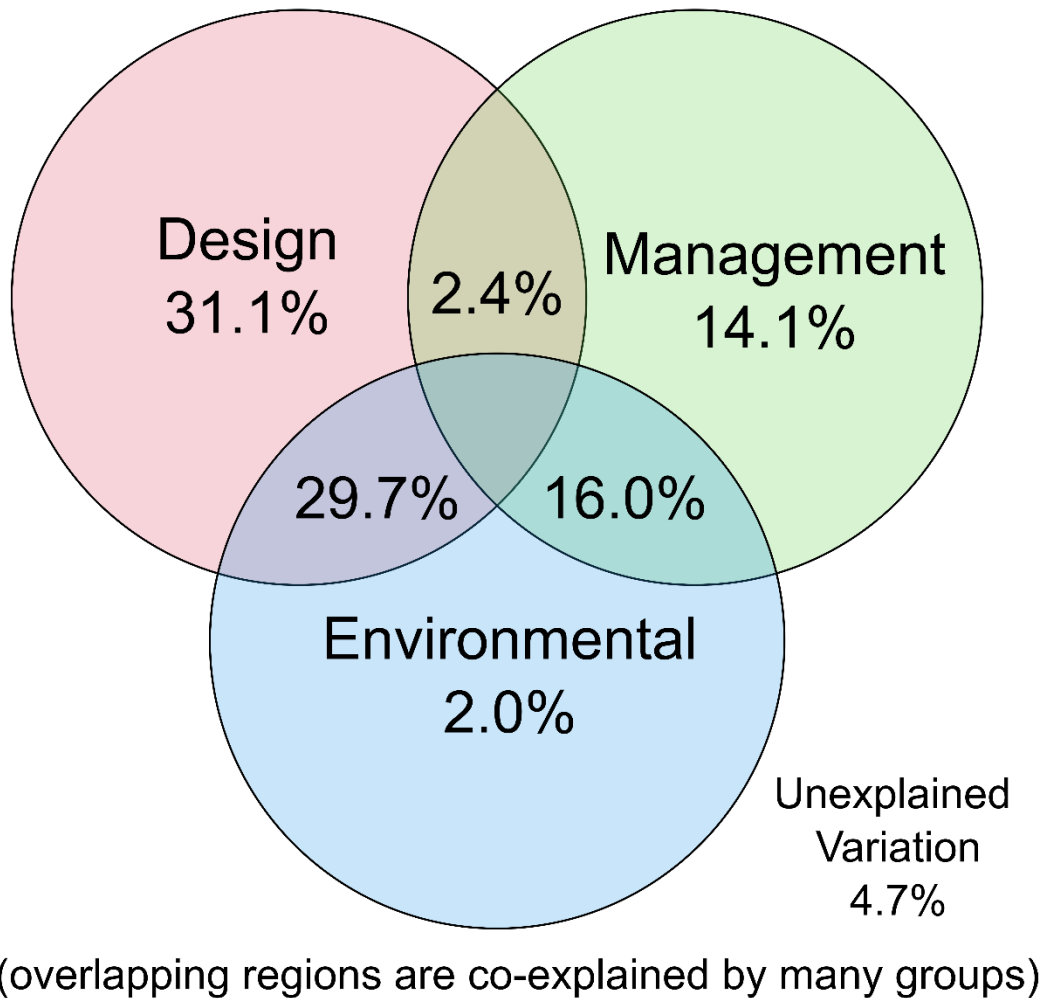 Design
31.1%
Management
14.1%
2.4%
29.7%
16.0%
Environmental
2.0%
Unexplained
Variation
4.7%
(overlapping regions are co-explained by many groups)